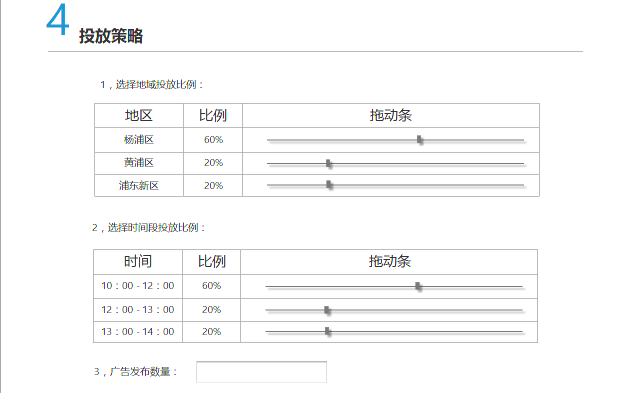 4 投放策略
1，选择地域投放比例：
地区 比例 拖动条
杨浦区 60%
黄浦区 20%
浦东新区 20%
2，选择时间段投放比例：
时间 比例 拖动条
10：00 - 12：00 60%
12：00 - 13：00 20%
13：00 - 14：00 20%
3，广告发布数量：